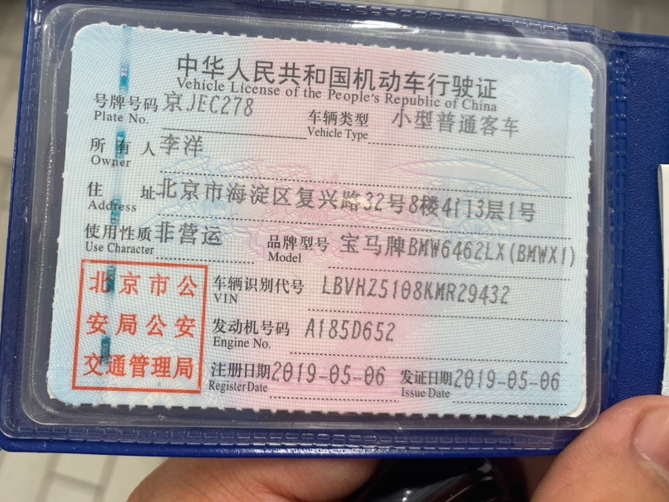 中华人民共和国机动车行驶证
Vehicle License of the People's Republic of China
号牌号码 京JEC278 车辆类型 小型普通客车
Plate No. Vehicle Type
所有人 李洋
Owner
住址 北京市海淀区复兴路32号8楼4门3层1号
Address
使用性质 非营运 品牌型号 宝马牌BMW6462LX(BMWX1)
Use Character Model
北京市公
安局公安
交通管理局
车辆识别代号 LBVHZ5108KMR29432
VIN
发动机号码 A185D652
Engine No.
注册日期 2019-05-06 发证日期 2019-05-06
Register Date Issue Date